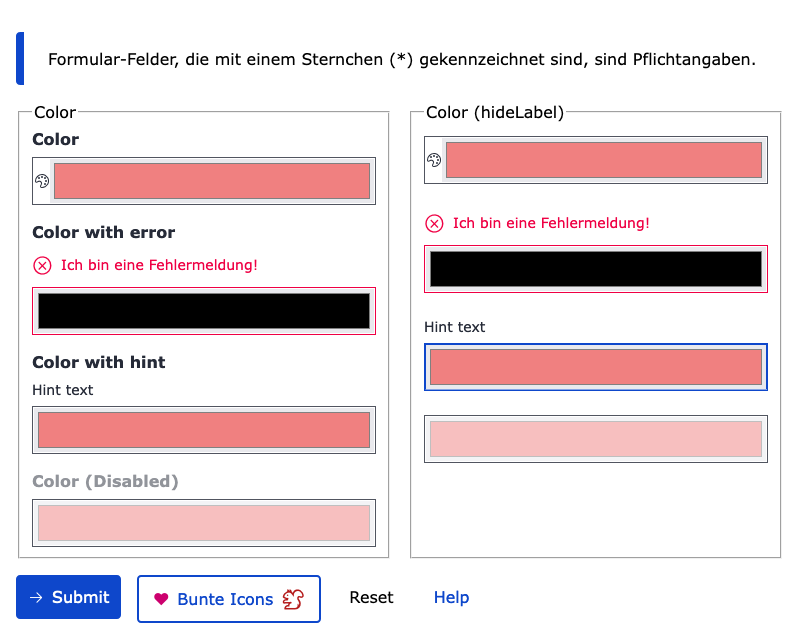 Formular-Felder, die mit einem Sternchen (*) gekennzeichnet sind, sind Pflichtangaben.
Color
Color
Color with error
Ich bin eine Fehlermeldung!
Color with hint
Hint text
Color (Disabled)
Color (hideLabel)
Ich bin eine Fehlermeldung!
Hint text
Submit
Bunte Icons
Reset
Help